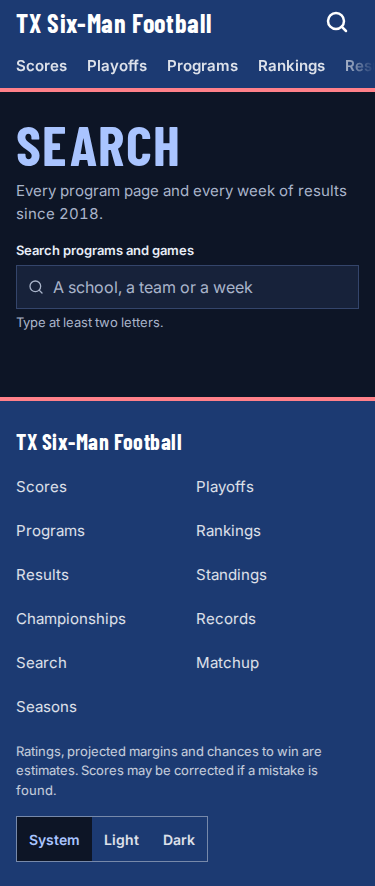 TX Six-Man Football
Scores Playoffs Programs Rankings Res
SEARCH
Every program page and every week of results
since 2018.
Search programs and games
A school, a team or a week
Type at least two letters.
TX Six-Man Football
Scores Playoffs
Programs Rankings
Results Standings
Championships Records
Search Matchup
Seasons
Ratings, projected margins and chances to win are
estimates. Scores may be corrected if a mistake is
found.
System Light Dark